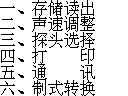 一、存储读出
二、声速调整
三、探头选择
四、打印
五、通讯
六、制式转换